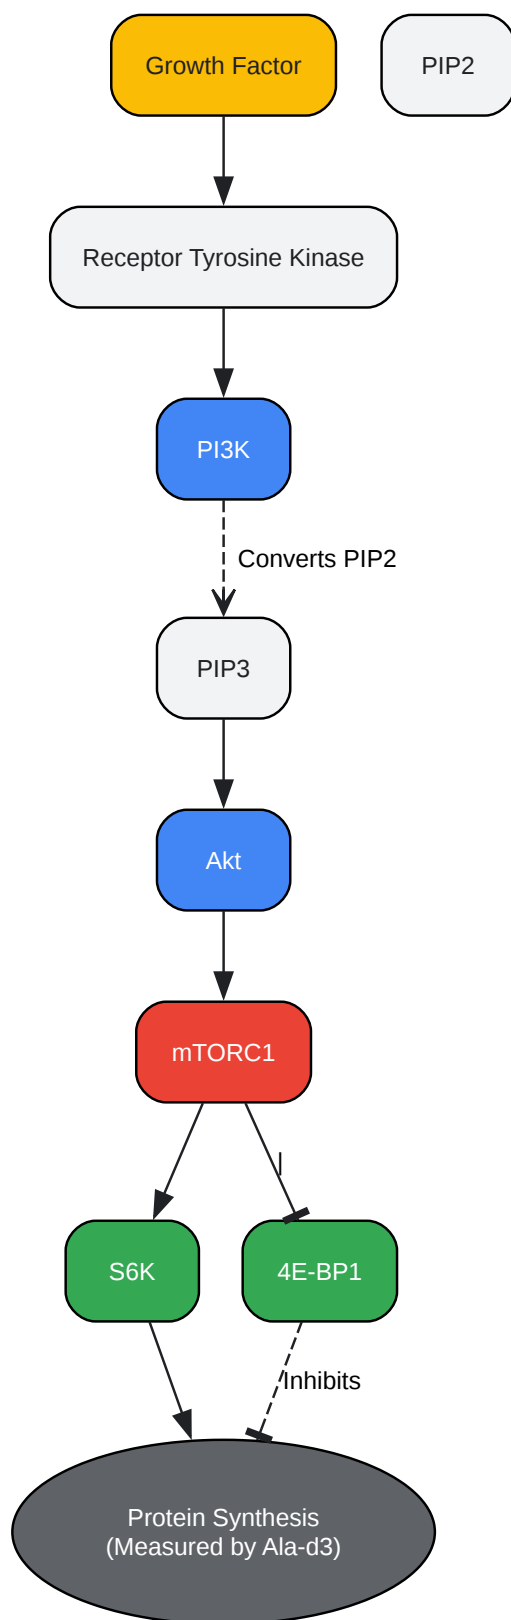 Growth Factor
PIP2
Receptor Tyrosine Kinase
PI3K
Converts PIP2
PIP3
Akt
mTORC1
|
S6K
4E-BP1
Inhibits
Protein Synthesis
(Measured by Ala-d3)